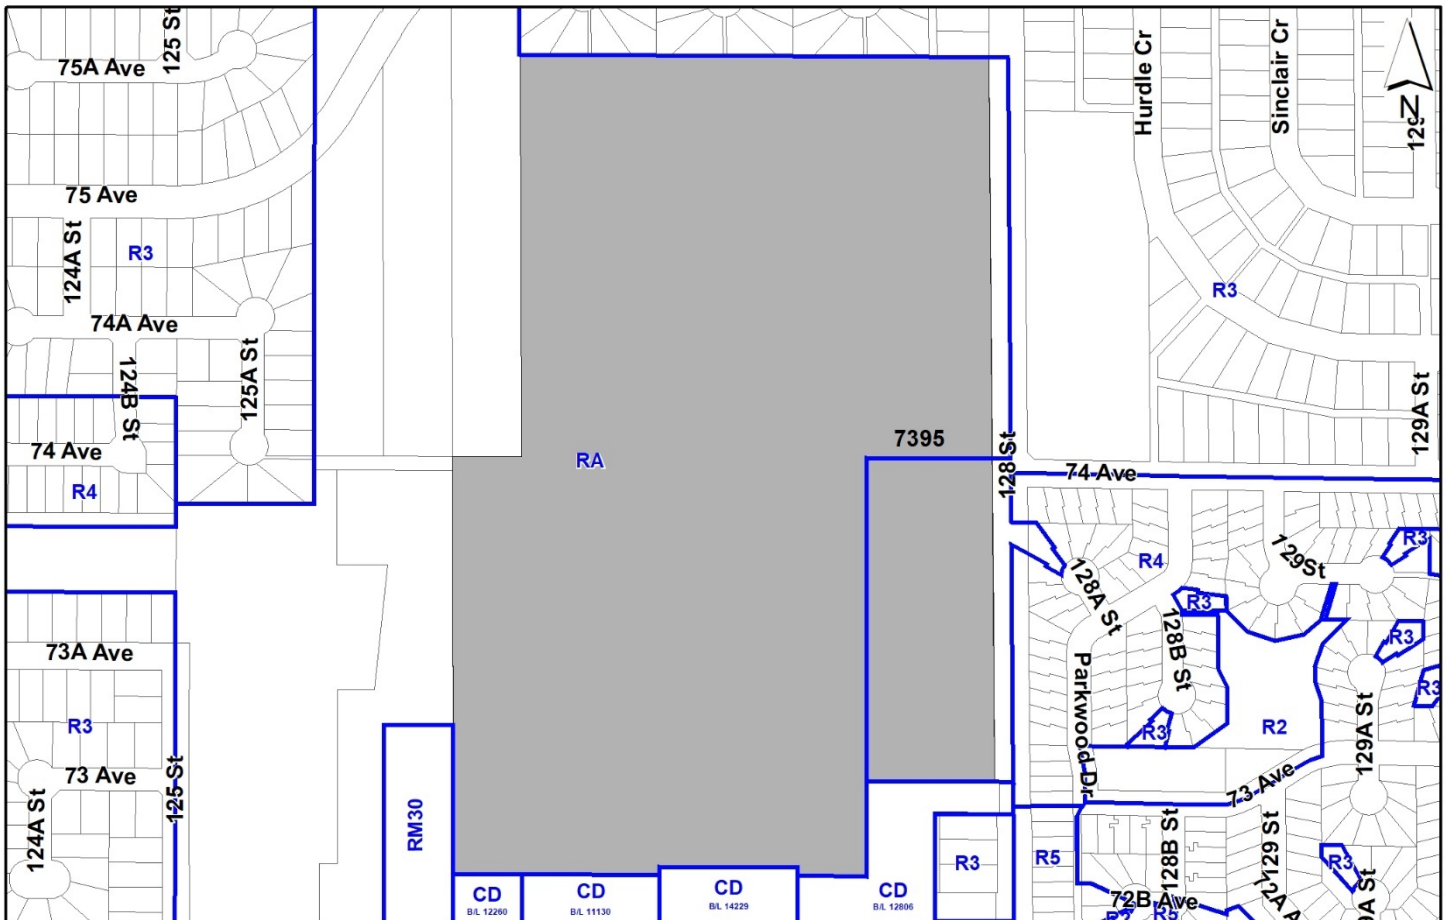 125 St
75A Ave
Hurdle Cr
Sinclair Cr
N
129
75 Ave
124A St
R3
R3
74A Ave
124B St
125A St
129A St
7395
74 Ave
RA
128 St
74 Ave
R4
R4
129St
R3
128A St
R3
128B St
R3
73A Ave
Parkwood Dr
R3
R3
R3
R2
129A St
73 Ave
125 St
73 Ave
124A St
RM30
128B St
129 St
R3
R5
R3
CD
B/L 12260
CD
B/L 11130
CD
B/L 14229
CD
B/L 12806
72B Ave
R5
72A A
9A St